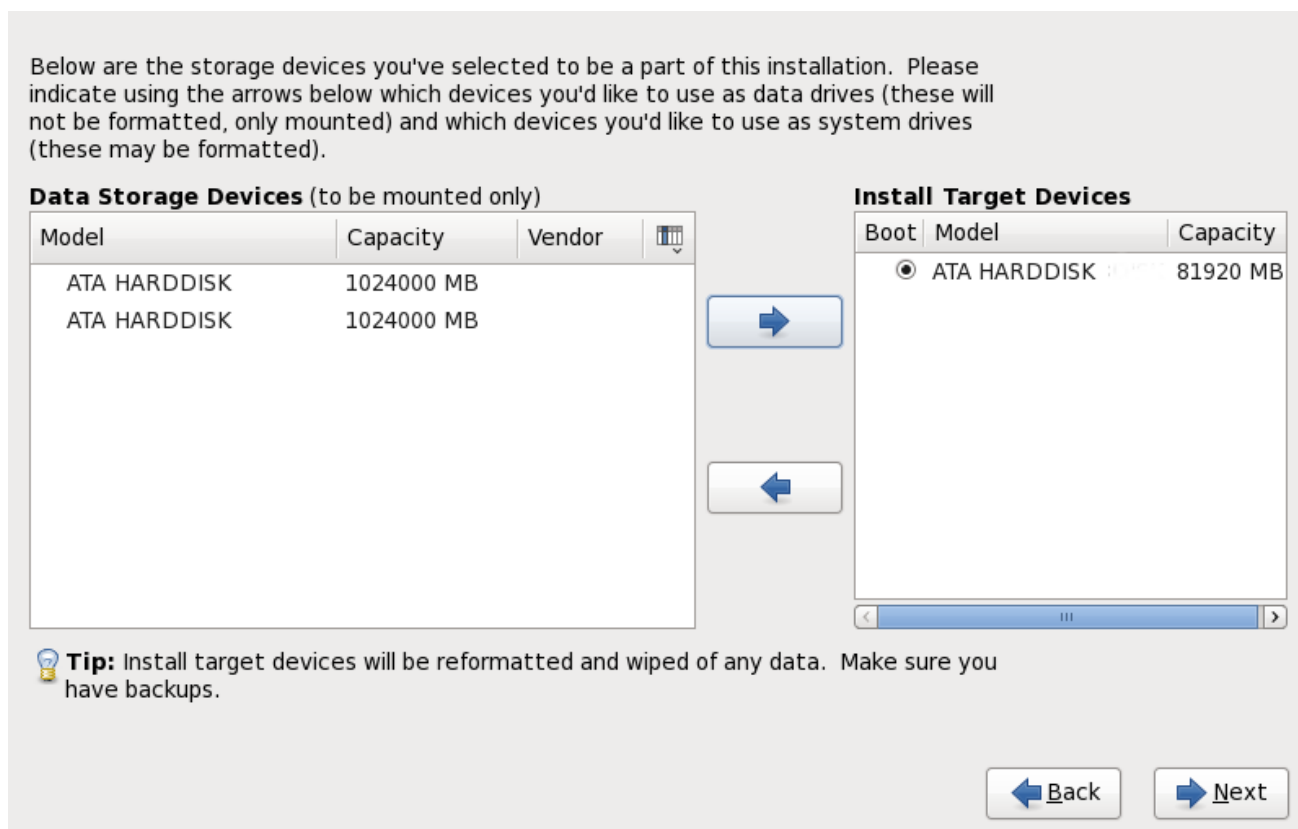 Below are the storage devices you've selected to be a part of this installation.  Please
indicate using the arrows below which devices you'd like to use as data drives (these will
not be formatted, only mounted) and which devices you'd like to use as system drives
(these may be formatted).
Data Storage Devices (to be mounted only)
Model Capacity Vendor
ATA HARDDISK 1024000 MB
ATA HARDDISK 1024000 MB
Install Target Devices
Boot Model Capacity
ATA HARDDISK 81920 MB
Tip: Install target devices will be reformatted and wiped of any data.  Make sure you
have backups.
Back Next